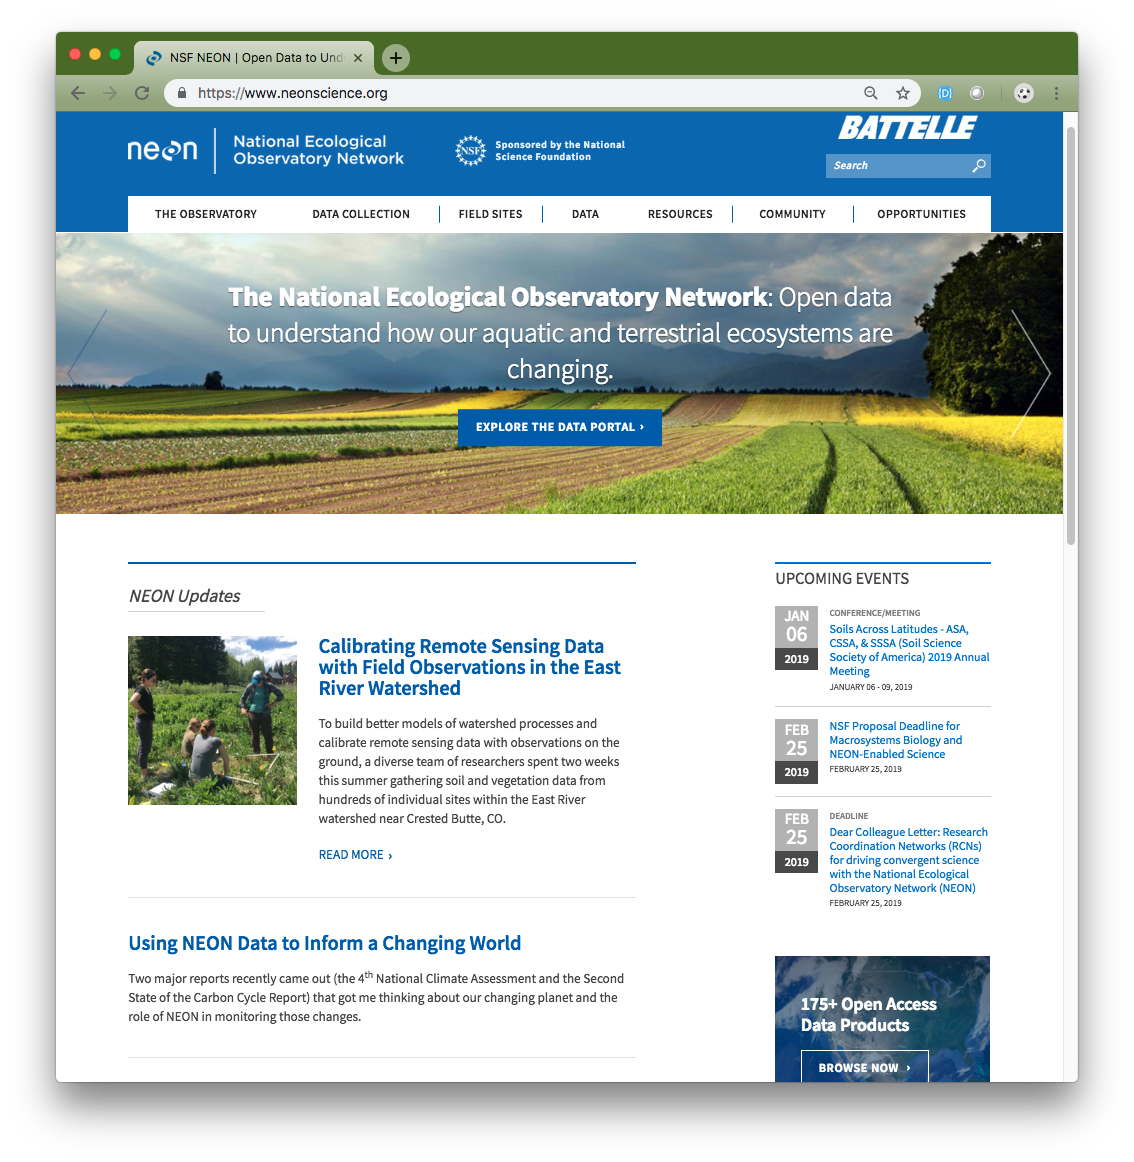 NSF NEON | Open Data to Und
https://www.neonscience.org
neon
National Ecological
Observatory Network
NSF
Sponsored by the National
Science Foundation
BATTELLE
Search
THE OBSERVATORY
DATA COLLECTION
FIELD SITES
DATA
RESOURCES
COMMUNITY
OPPORTUNITIES
The National Ecological Observatory Network: Open data
to understand how our aquatic and terrestrial ecosystems are
changing.
EXPLORE THE DATA PORTAL ›
NEON Updates
Calibrating Remote Sensing Data
with Field Observations in the East
River Watershed
To build better models of watershed processes and
calibrate remote sensing data with observations on the
ground, a diverse team of researchers spent two weeks
this summer gathering soil and vegetation data from
hundreds of individual sites within the East River
watershed near Crested Butte, CO.
READ MORE ›
Using NEON Data to Inform a Changing World
Two major reports recently came out (the 4th National Climate Assessment and the Second
State of the Carbon Cycle Report) that got me thinking about our changing planet and the
role of NEON in monitoring those changes.
UPCOMING EVENTS
JAN
06
2019
CONFERENCE/MEETING
Soils Across Latitudes - ASA,
CSSA, & SSSA (Soil Science
Society of America) 2019 Annual
Meeting
JANUARY 06 - 09, 2019
FEB
25
2019
NSF Proposal Deadline for
Macrosystems Biology and
NEON-Enabled Science
FEBRUARY 25, 2019
FEB
25
2019
DEADLINE
Dear Colleague Letter: Research
Coordination Networks (RCNs)
for driving convergent science
with the National Ecological
Observatory Network (NEON)
FEBRUARY 25, 2019
175+ Open Access
Data Products
BROWSE NOW ›